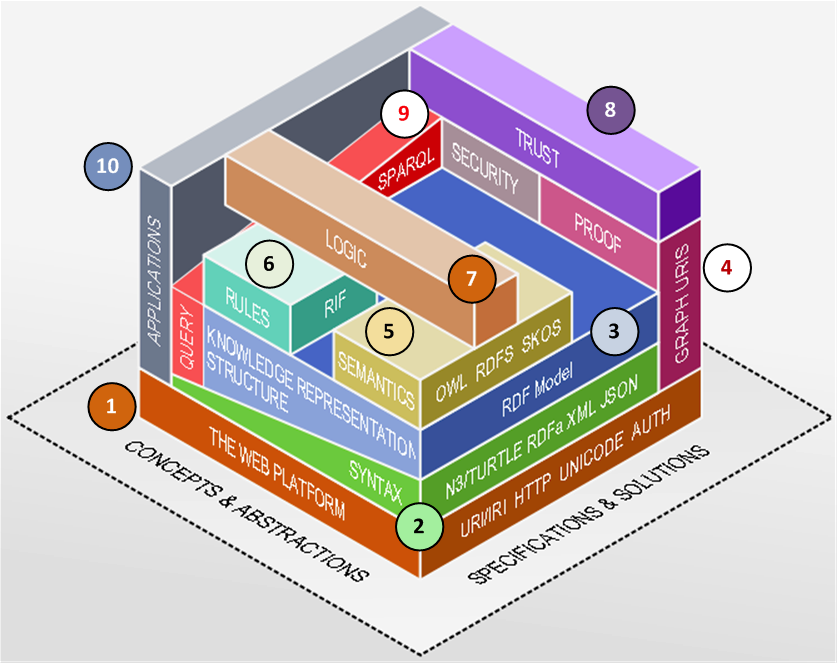 8
TRUST
9
SPARQL
SECURITY
PROOF
10
APPLICATIONS
LOGIC
6
7
4
GRAPH URIS
RULES
RIF
QUERY
5
3
SEMANTICS
OWL RDFS SKOS
KNOWLEDGE REPRESENTATION
STRUCTURE
RDF Model
1
SYNTAX
N3/TURTLE RDFa XML JSON
THE WEB PLATFORM
2
URI/IRI HTTP UNICODE AUTH
CONCEPTS & ABSTRACTIONS
SPECIFICATIONS & SOLUTIONS